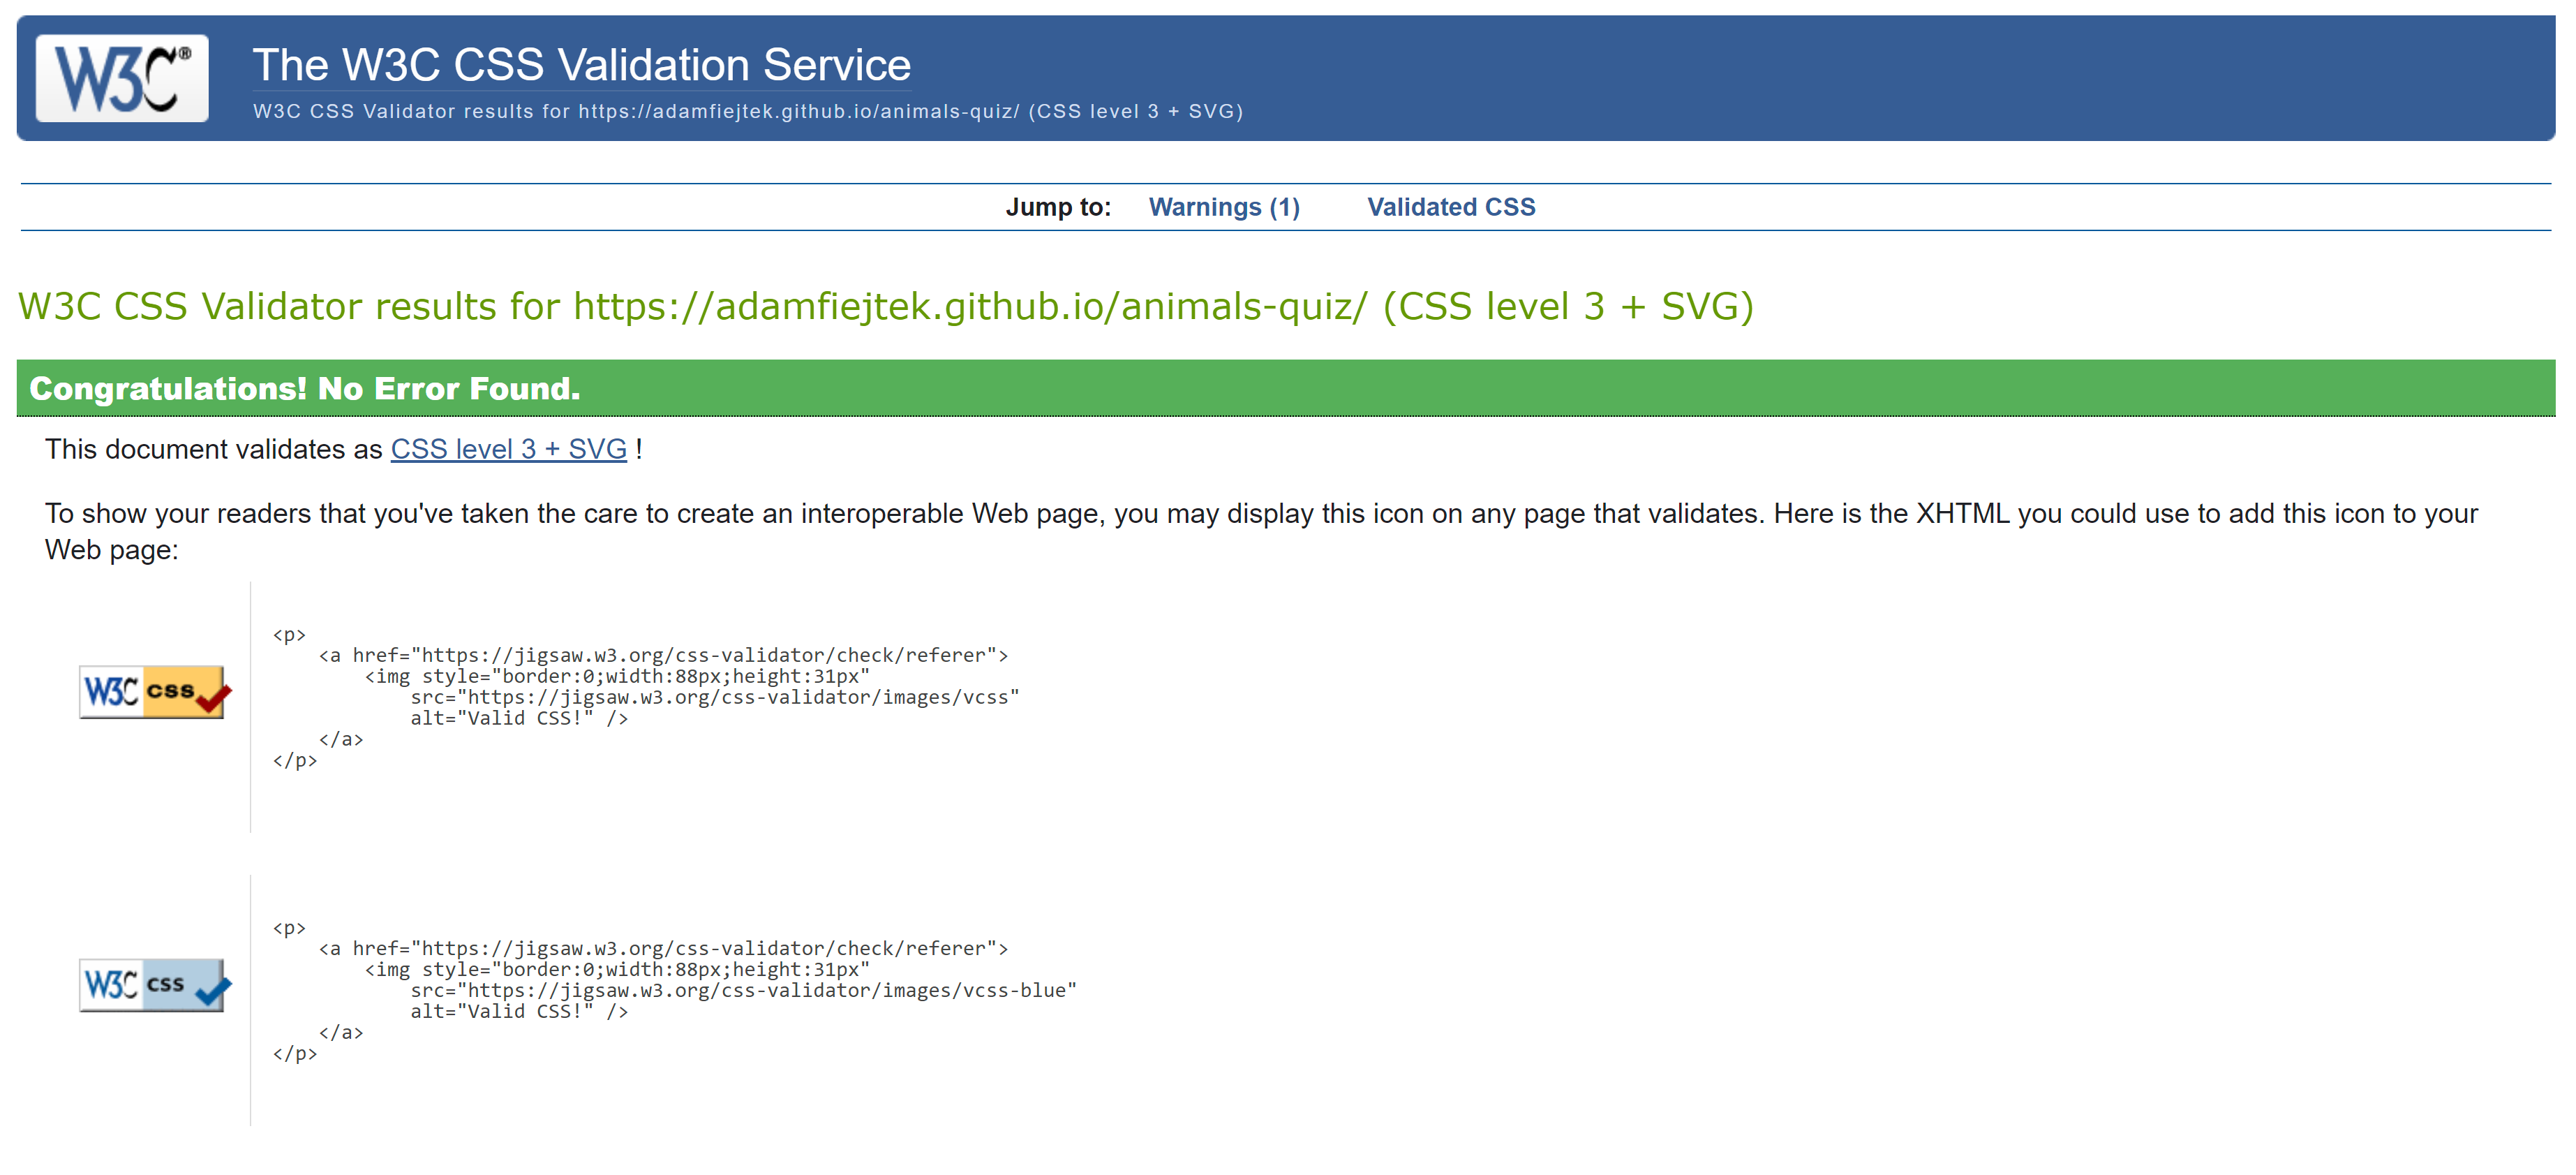 W3C®
The W3C CSS Validation Service
W3C CSS Validator results for https://adamfiejtek.github.io/animals-quiz/ (CSS level 3 + SVG)
Jump to: Warnings (1) Validated CSS
W3C CSS Validator results for https://adamfiejtek.github.io/animals-quiz/ (CSS level 3 + SVG)
Congratulations! No Error Found.
This document validates as CSS level 3 + SVG !
To show your readers that you've taken the care to create an interoperable Web page, you may display this icon on any page that validates. Here is the XHTML you could use to add this icon to your
Web page:
W3C css
<p>
    <a href="https://jigsaw.w3.org/css-validator/check/referer">
        <img style="border:0;width:88px;height:31px"
            src="https://jigsaw.w3.org/css-validator/images/vcss"
            alt="Valid CSS!" />
    </a>
</p>
W3C css
<p>
    <a href="https://jigsaw.w3.org/css-validator/check/referer">
        <img style="border:0;width:88px;height:31px"
            src="https://jigsaw.w3.org/css-validator/images/vcss-blue"
            alt="Valid CSS!" />
    </a>
</p>